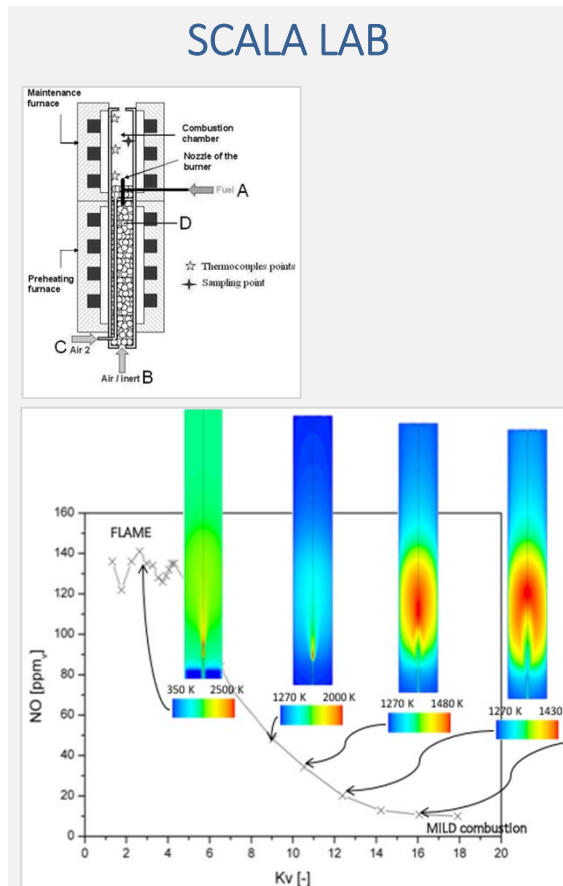 SCALA LAB
Maintenance
furnace
Combustion
chamber
Nozzle of the
burner
Fuel A
D
Preheating
furnace
Thermocouples points
Sampling point
C Air 2
Air / inert B
160
FLAME
140
120
100
80
60
40
20
0
NO [ppmv]
350 K 2500 K
1270 K 2000 K
1270 K 1480 K
1270 K 1430
MILD combustion
0 2 4 6 8 10 12 14 16 18 20
Kv [-]